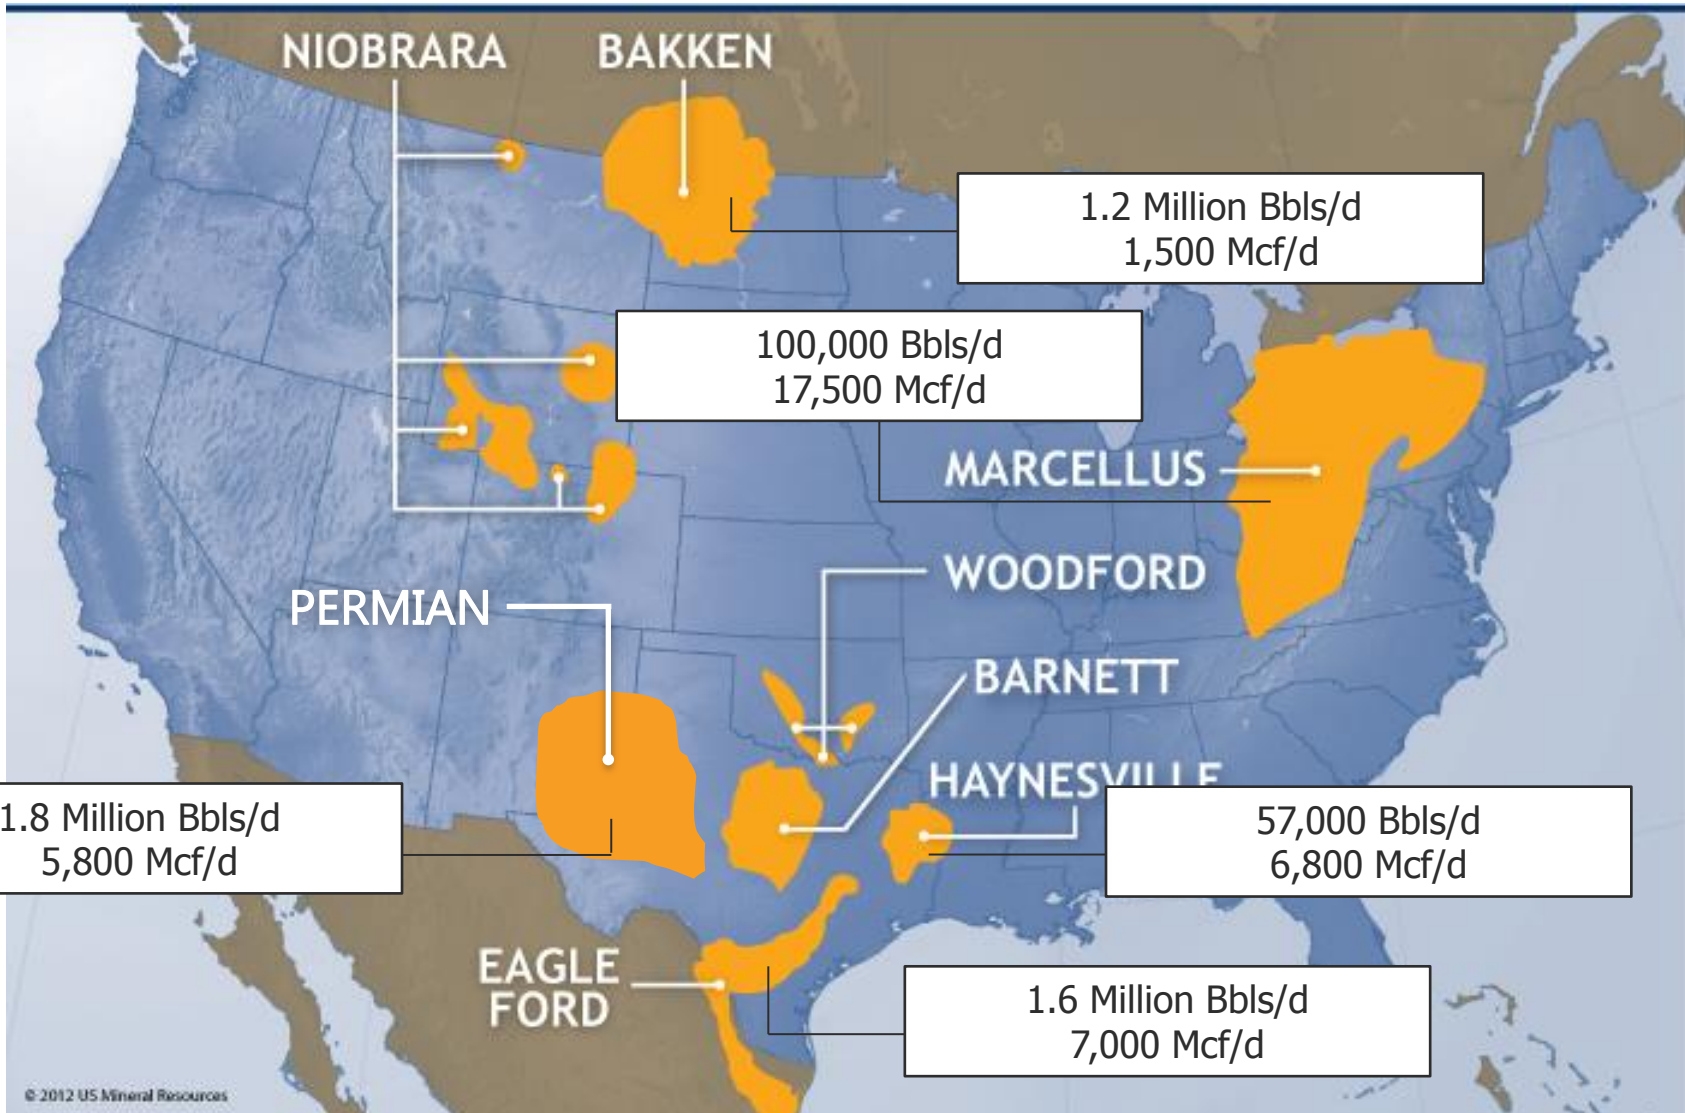 NIOBRARA
BAKKEN
1.2 Million Bbls/d
1,500 Mcf/d
100,000 Bbls/d
17,500 Mcf/d
MARCELLUS
WOODFORD
PERMIAN
BARNETT
HAYNESVILLE
1.8 Million Bbls/d
5,800 Mcf/d
57,000 Bbls/d
6,800 Mcf/d
EAGLE
FORD
1.6 Million Bbls/d
7,000 Mcf/d
© 2012 US Mineral Resources